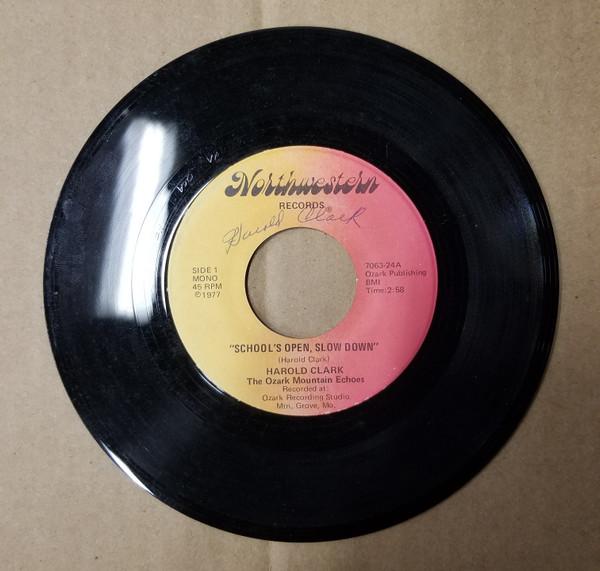 Northwestern
RECORDS
Harold Clark
SIDE 1
MONO
45 RPM
©1977
7063-24A
Ozark Publishing
BMI
Time:2:58
"SCHOOL'S OPEN, SLOW DOWN"
(Harold Clark)
HAROLD CLARK
The Ozark Mountain Echoes
Recorded at:
Ozark Recording Studio
Mtn. Grove, Mo.